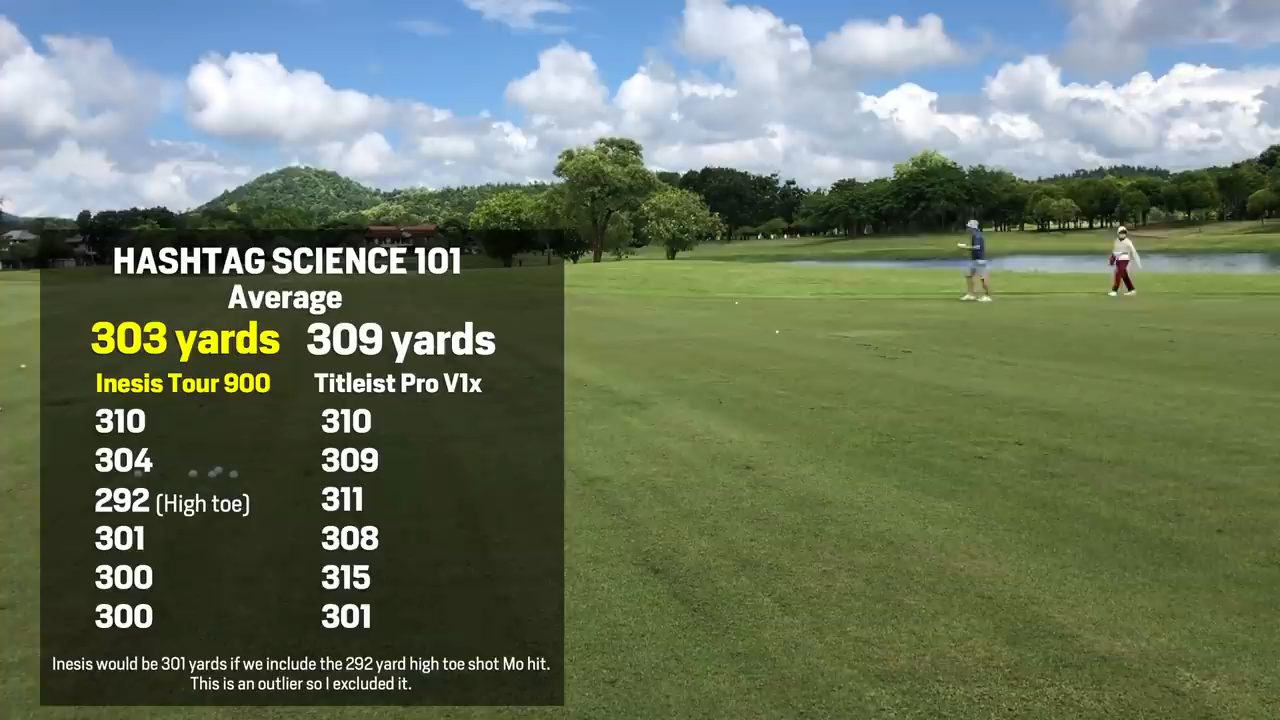 HASHTAG SCIENCE 101
Average
303 yards 309 yards
Inesis Tour 900 Titleist Pro V1x
310 310
304 309
292 (High toe) 311
301 308
300 315
300 301
Inesis would be 301 yards if we include the 292 yard high toe shot Mo hit.
This is an outlier so I excluded it.